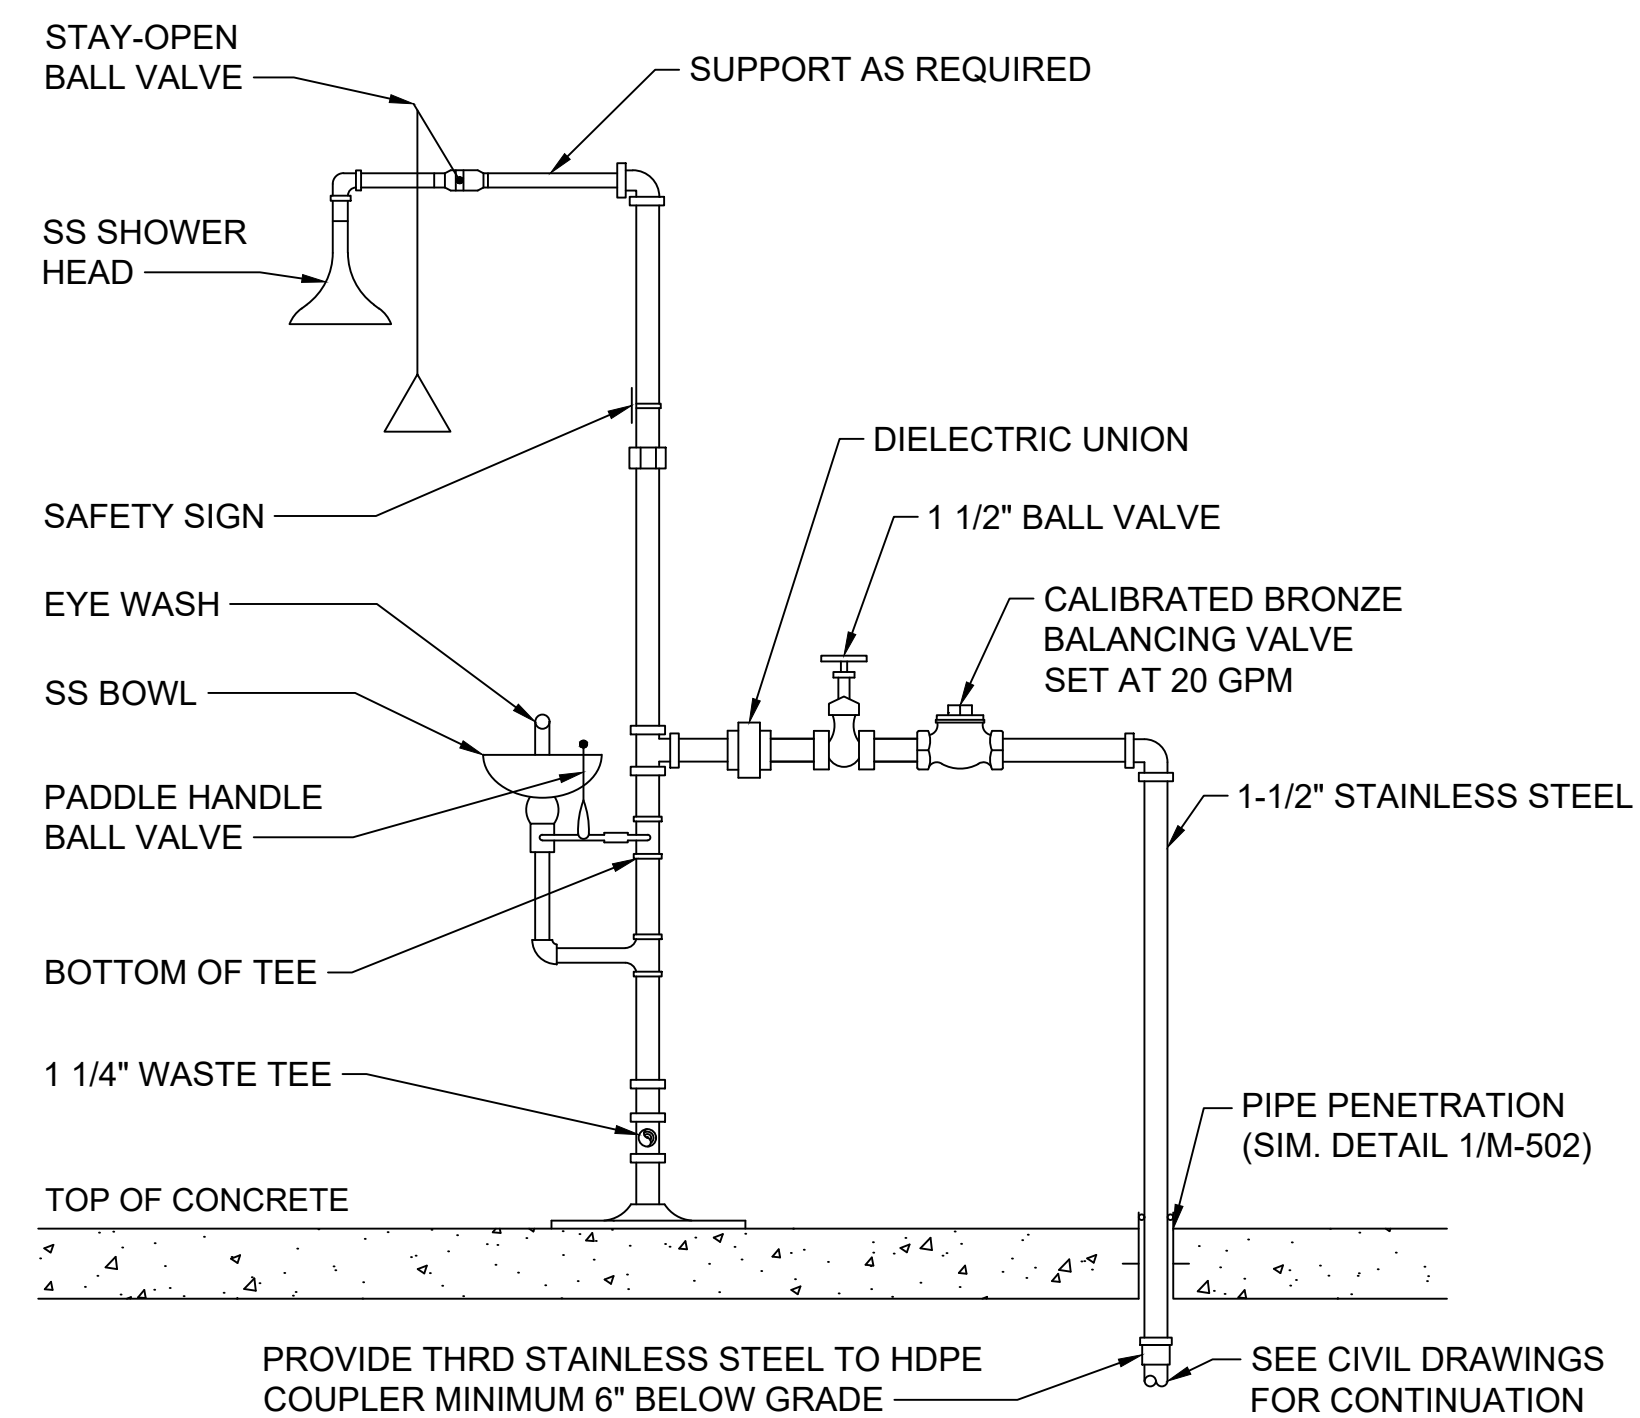 STAY-OPEN
BALL VALVE
SUPPORT AS REQUIRED
SS SHOWER
HEAD
DIELECTRIC UNION
SAFETY SIGN
1 1/2" BALL VALVE
EYE WASH
CALIBRATED BRONZE
BALANCING VALVE
SET AT 20 GPM
SS BOWL
PADDLE HANDLE
BALL VALVE
1-1/2" STAINLESS STEEL
BOTTOM OF TEE
1 1/4" WASTE TEE
PIPE PENETRATION
(SIM. DETAIL 1/M-502)
TOP OF CONCRETE
PROVIDE THRD STAINLESS STEEL TO HDPE
COUPLER MINIMUM 6" BELOW GRADE
SEE CIVIL DRAWINGS
FOR CONTINUATION